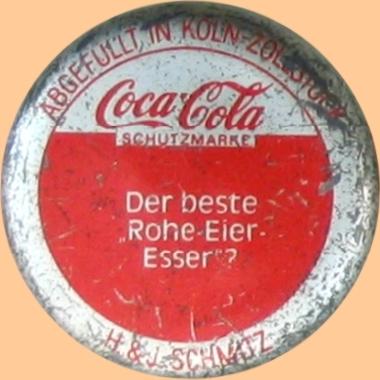 ABGEFÜLLT IN KÖLN-ZOLLSTOCK
Coca-Cola
SCHUTZMARKE
Der beste
„Rohe-Eier-
Esser“?
H. & J. SCHMITZ